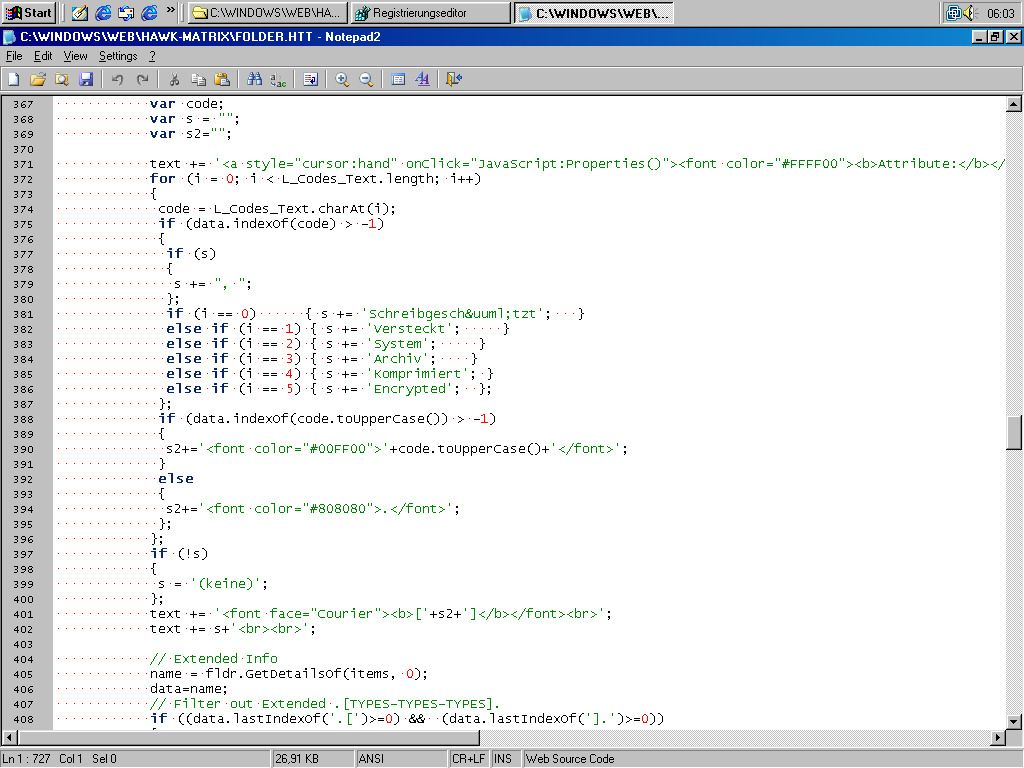 Start » C:\WINDOWS\WEB\HA... Registrierungseditor C:\WINDOWS\WEB\... 06:03
C:\WINDOWS\WEB\HAWK-MATRIX\FOLDER.HTT - Notepad2
File Edit View Settings ?
367 var code;
368 var s = "";
369 var s2="";
370
371 text += '<a style="cursor:hand" onClick="JavaScript:Properties()"><font color="#FFFF00"><b>Attribute:</b></
372 for (i = 0; i < L_Codes_Text.length; i++)
373 {
374 code = L_Codes_Text.charAt(i);
375 if (data.indexOf(code) > -1)
376 {
377 if (s)
378 {
379 s += ", ";
380 };
381 if (i == 0) { s += 'Schreibgesch&uuml;tzt'; }
382 else if (i == 1) { s += 'Versteckt'; }
383 else if (i == 2) { s += 'System'; }
384 else if (i == 3) { s += 'Archiv'; }
385 else if (i == 4) { s += 'Komprimiert'; }
386 else if (i == 5) { s += 'Encrypted'; };
387 };
388 if (data.indexOf(code.toUpperCase()) > -1)
389 {
390 s2+='<font color="#00FF00">'+code.toUpperCase()+'</font>';
391 }
392 else
393 {
394 s2+='<font color="#808080">.</font>';
395 };
396 };
397 if (!s)
398 {
399 s = '(keine)';
400 };
401 text += '<font face="Courier"><b>['+s2+']</b></font><br>';
402 text += s+'<br><br>';
403
404 // Extended Info
405 name = fldr.GetDetailsOf(items, 0);
406 data=name;
407 // Filter out Extended .[TYPES-TYPES-TYPES].
408 if ((data.lastIndexOf('.[')>=0) && (data.lastIndexOf('].')>=0))
Ln 1 : 727 Col 1 Sel 0 26,91 KB ANSI CR+LF INS Web Source Code